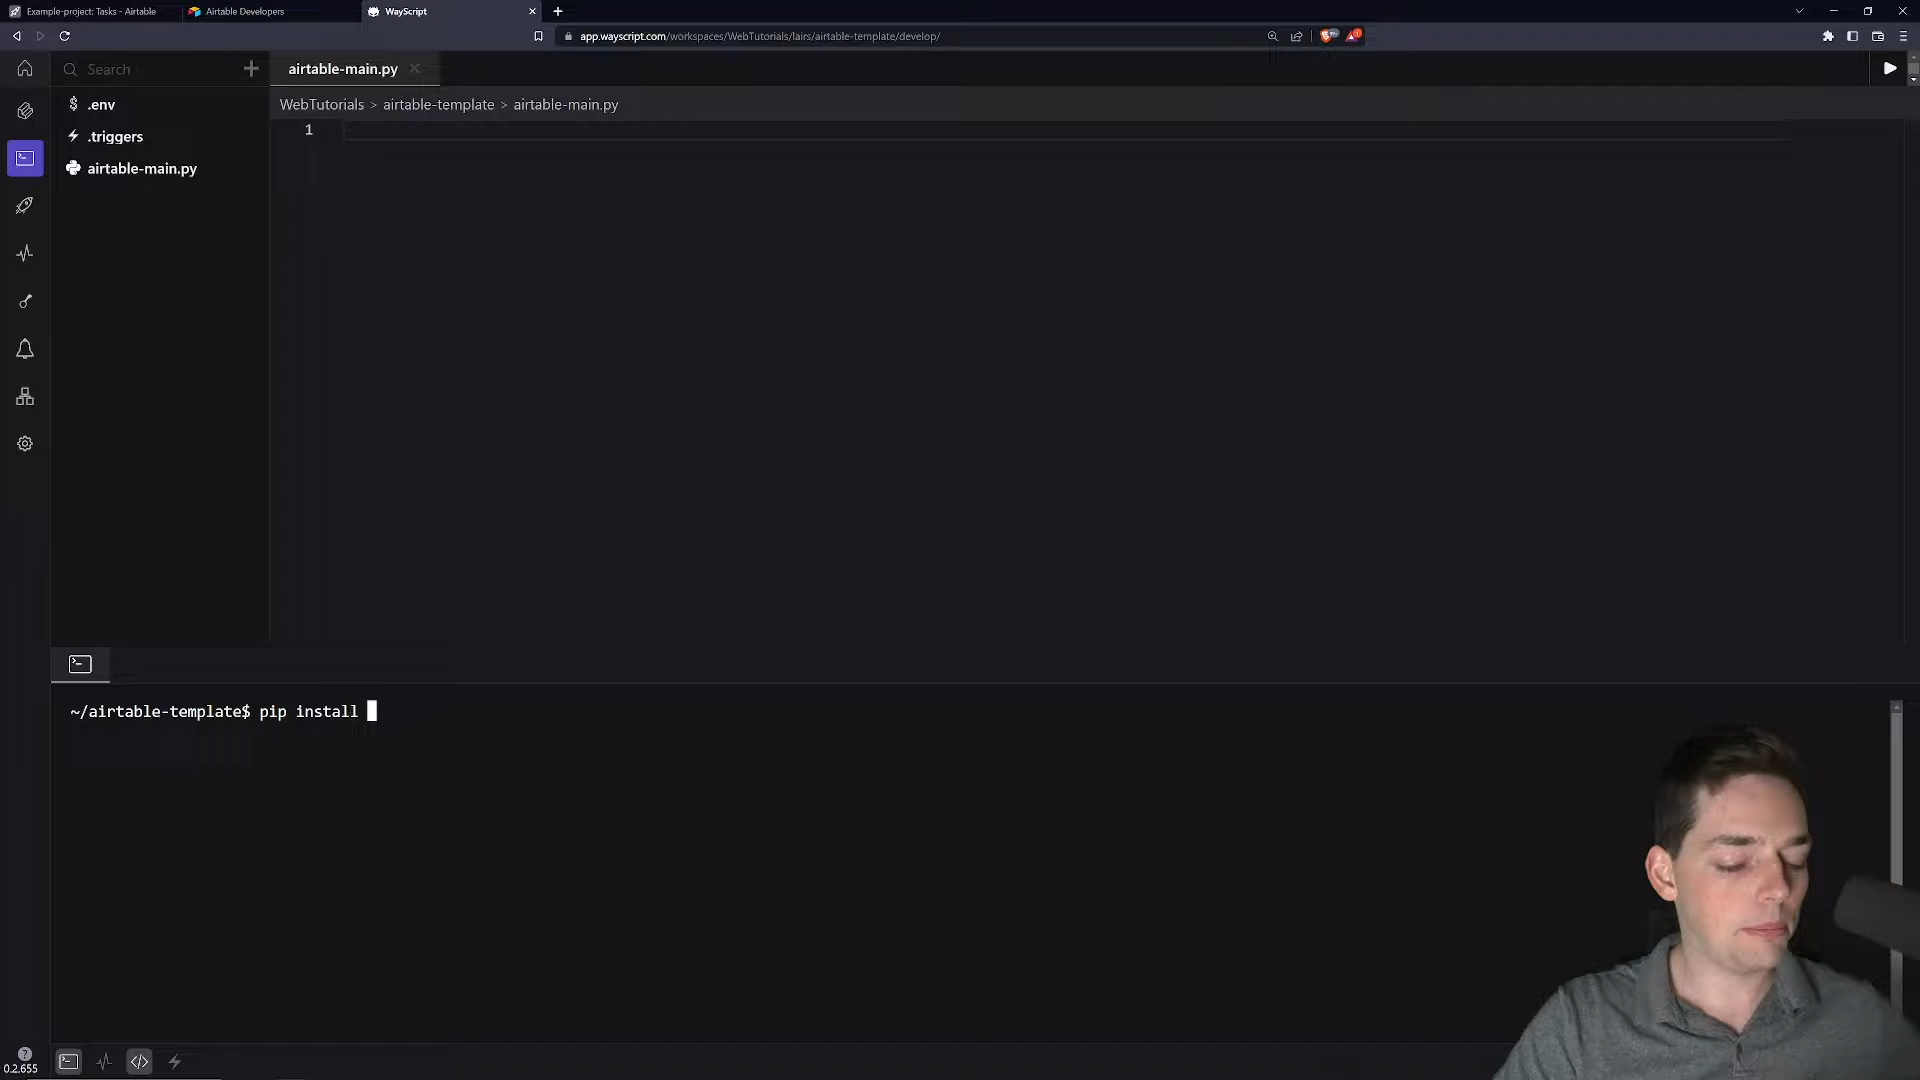 Example-project: Tasks - Airtable
Airtable Developers
WayScript
app.wayscript.com/workspaces/WebTutorials/lairs/airtable-template/develop/
Search
airtable-main.py
.env
WebTutorials > airtable-template > airtable-main.py
.triggers
1
airtable-main.py
~/airtable-template$ pip install
0.2.655